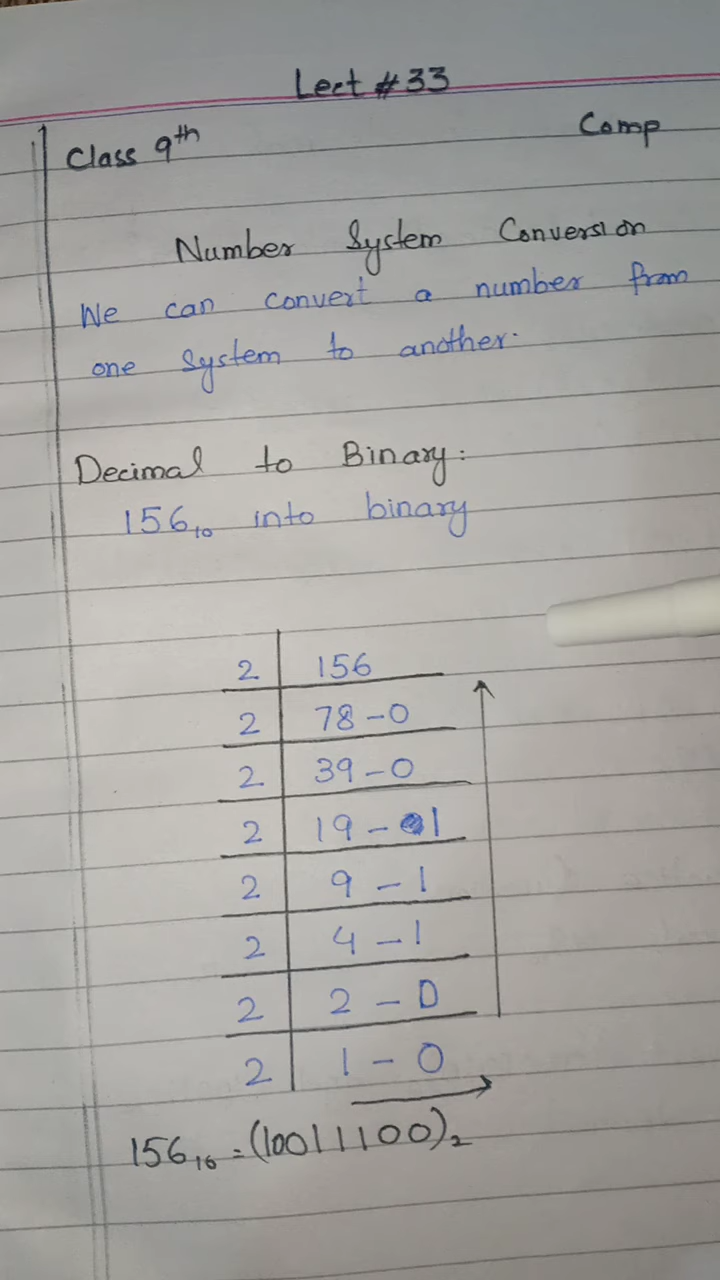 Lect # 33
Class 9th Comp
Number System Conversion
We can convert a number from
one system to another.
Decimal to Binary:
156₁₀ into binary
2 | 156
2 | 78 - 0
2 | 39 - 0
2 | 19 - 1
2 | 9 - 1
2 | 4 - 1
2 | 2 - 0
2 | 1 - 0
156₁₀ = (10011100)₂